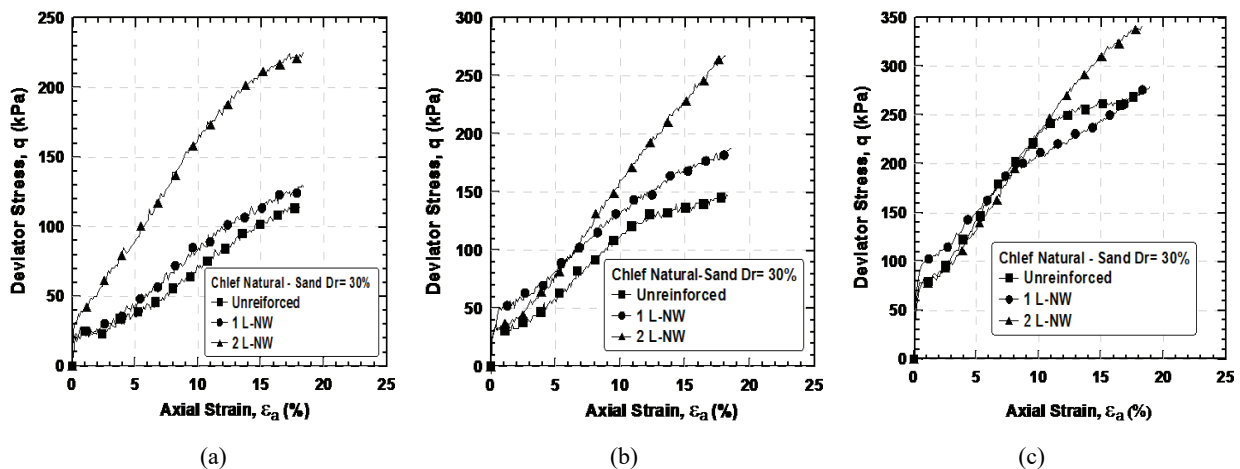 250
200
150
100
50
0
0
5
10
15
20
25
Deviator Stress, q (kPa)
Axial Strain, εa (%)
Chlef Natural - Sand Dr= 30%
Unreiforced
1 L-NW
2 L-NW
(a)
300
250
200
150
100
50
0
0
5
10
15
20
25
Deviator Stress, q (kPa)
Axial Strain, εa (%)
Chlef Natural-Sand Dr= 30%
Unreinforced
1 L-NW
2 L-NW
(b)
350
300
250
200
150
100
50
0
0
5
10
15
20
25
Deviator Stress, q (kPa)
Axial Strain, εa (%)
Chlef Natural - Sand Dr= 30%
Unreinforced
1 L-NW
2 L-NW
(c)